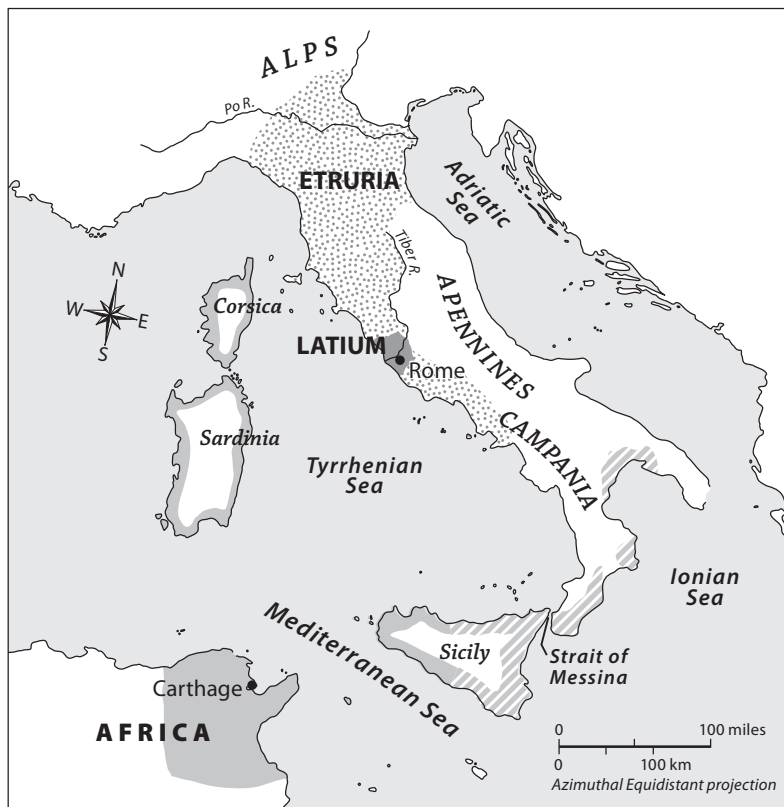 ALPS
Po R.
ETRURIA
Adriatic
Sea
Tiber R.
N
W
E
S
Corsica
APENNINES
LATIUM
Rome
Sardinia
CAMPANIA
Tyrrhenian
Sea
Ionian
Sea
Mediterranean Sea
Sicily
Strait of
Messina
Carthage
AFRICA
0 100 miles
0 100 km
Azimuthal Equidistant projection